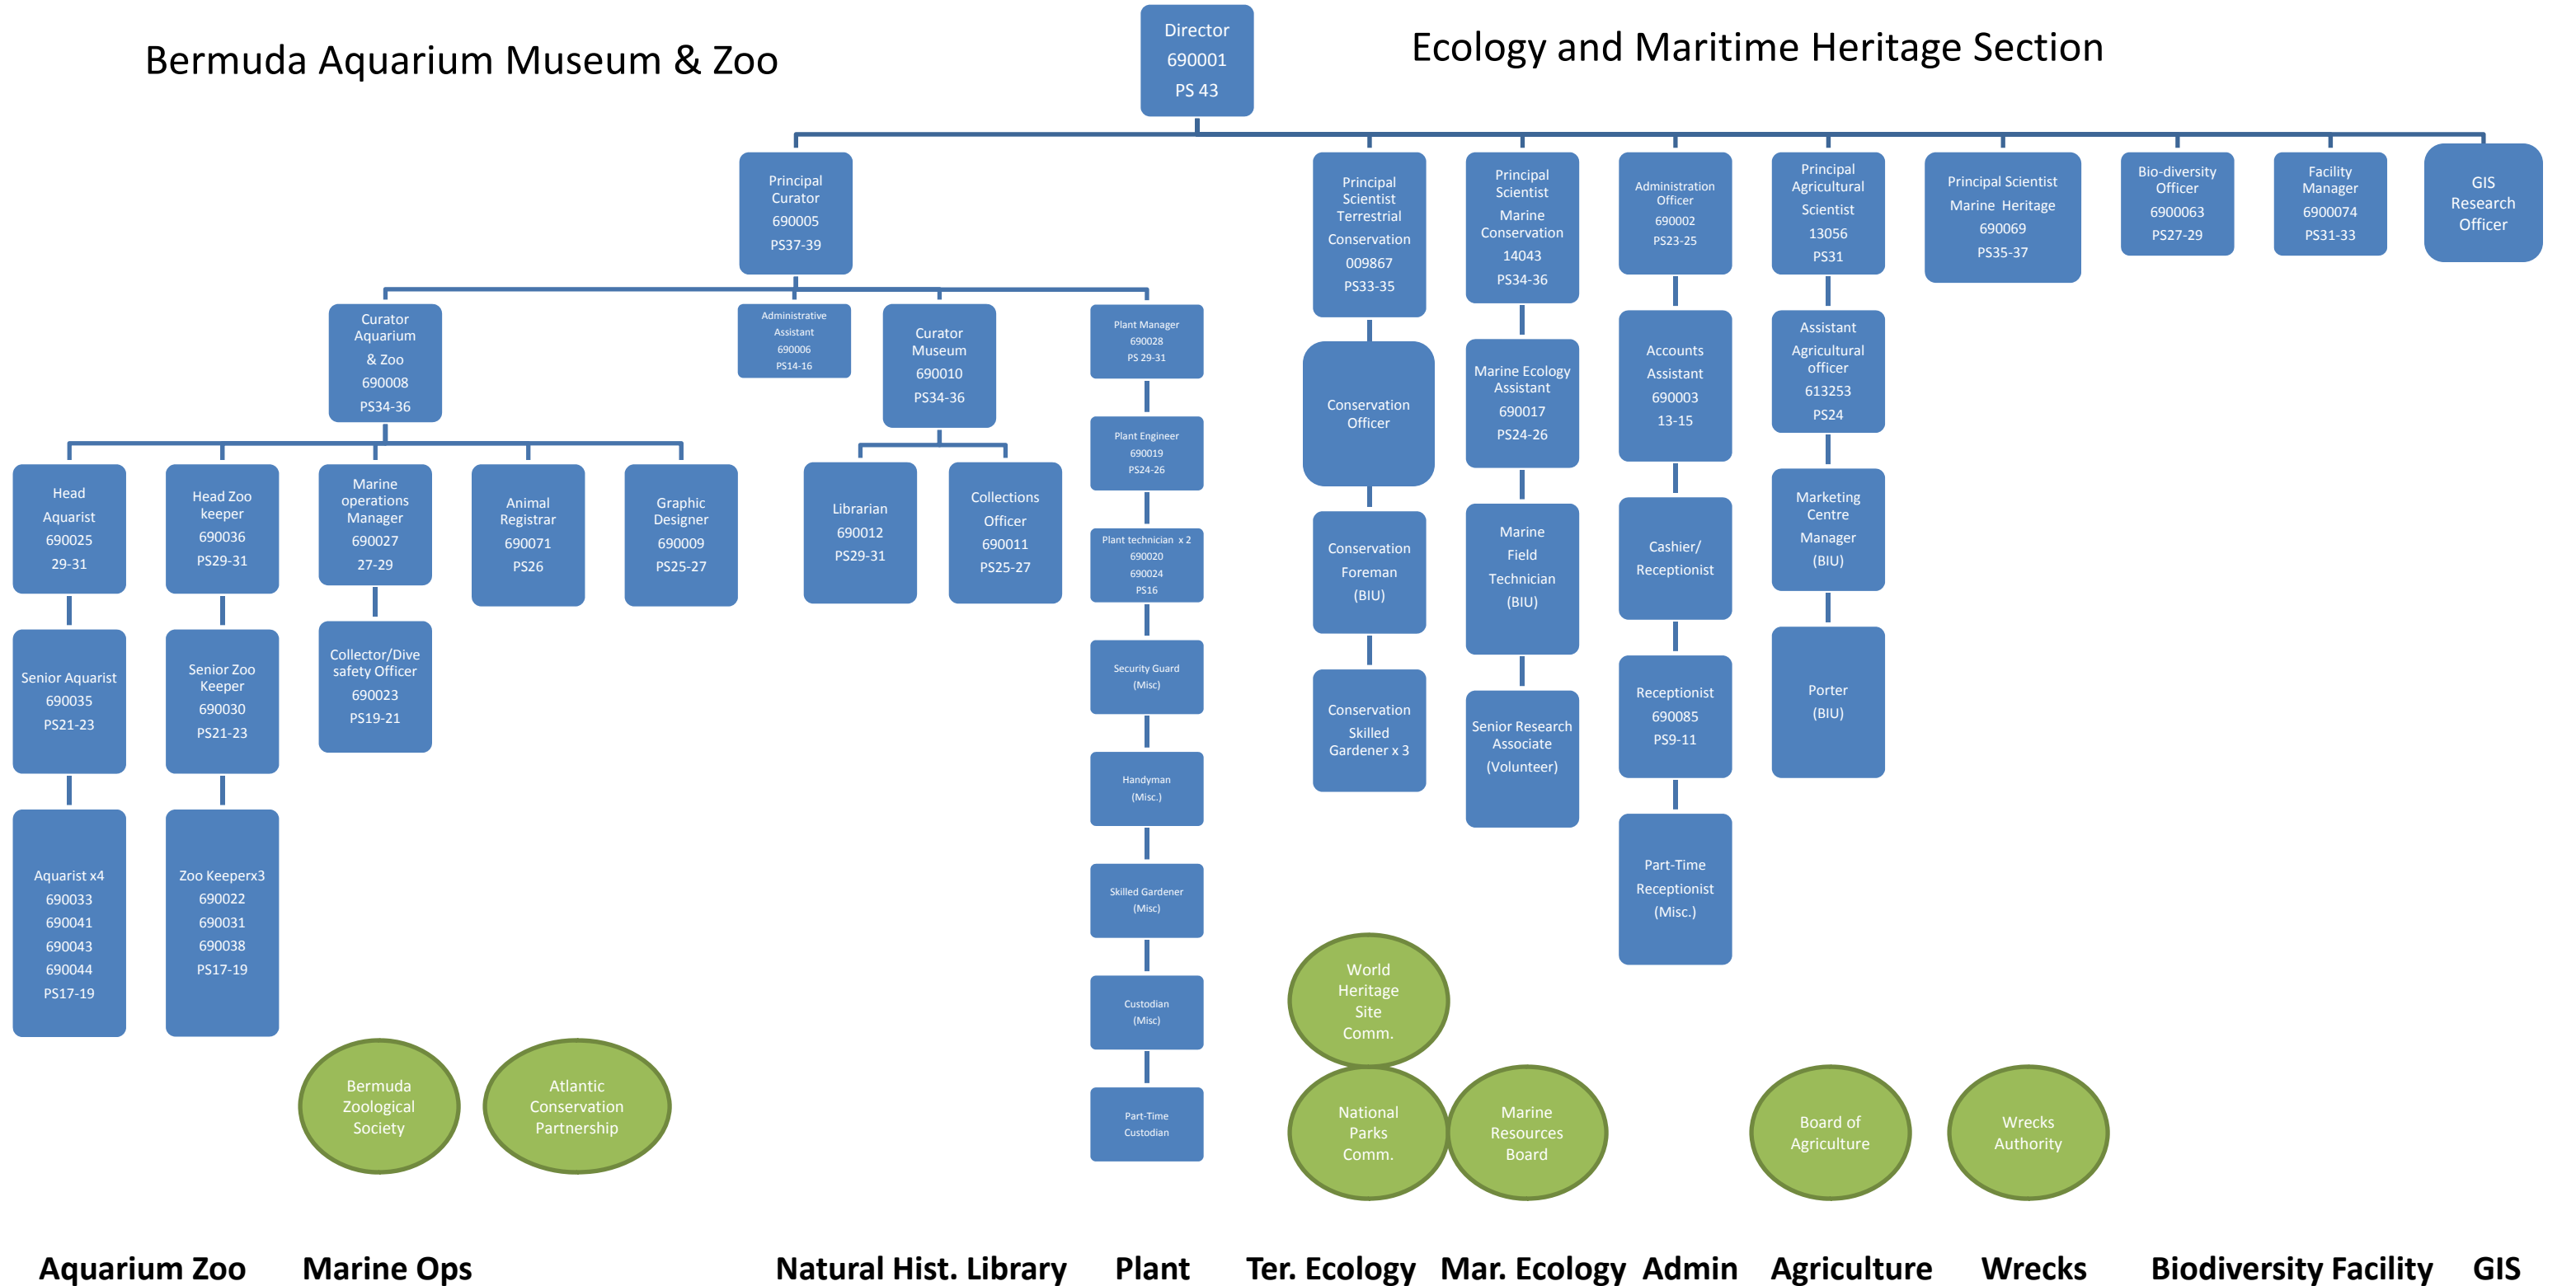 Bermuda Aquarium Museum & Zoo
Ecology and Maritime Heritage Section
Director
690001
PS 43
Principal
Curator
690005
PS37-39
Principal
Scientist
Terrestrial
Conservation
009867
PS33-35
Principal
Scientist
Marine
Conservation
14043
PS34-36
Administration
Officer
690002
PS23-25
Principal
Agricultural
Scientist
13056
PS31
Principal Scientist
Marine Heritage
690069
PS35-37
Bio-diversity
Officer
6900063
PS27-29
Facility
Manager
6900074
PS31-33
GIS
Research
Officer
Curator
Aquarium
& Zoo
690008
PS34-36
Administrative
Assistant
690006
PS14-16
Curator
Museum
690010
PS34-36
Plant Manager
690028
PS 29-31
Head
Aquarist
690025
29-31
Head Zoo
keeper
690036
PS29-31
Marine
operations
Manager
690027
27-29
Animal
Registrar
690071
PS26
Graphic
Designer
690009
PS25-27
Librarian
690012
PS29-31
Collections
Officer
690011
PS25-27
Plant Engineer
690019
PS24-26
Plant technician x 2
690020
690024
PS16
Security Guard
(Misc)
Handyman
(Misc.)
Skilled Gardener
(Misc)
Custodian
(Misc)
Part-Time
Custodian
Senior Aquarist
690035
PS21-23
Senior Zoo
Keeper
690030
PS21-23
Collector/Dive
safety Officer
690023
PS19-21
Aquarist x4
690033
690041
690043
690044
PS17-19
Zoo Keeperx3
690022
690031
690038
PS17-19
Conservation
Officer
Conservation
Foreman
(BIU)
Conservation
Skilled
Gardener x 3
Marine Ecology
Assistant
690017
PS24-26
Marine
Field
Technician
(BIU)
Senior Research
Associate
(Volunteer)
Accounts
Assistant
690003
13-15
Cashier/
Receptionist
Receptionist
690085
PS9-11
Part-Time
Receptionist
(Misc.)
Assistant
Agricultural
officer
613253
PS24
Marketing
Centre
Manager
(BIU)
Porter
(BIU)
Bermuda
Zoological
Society
Atlantic
Conservation
Partnership
World
Heritage
Site
Comm.
National
Parks
Comm.
Marine
Resources
Board
Board of
Agriculture
Wrecks
Authority
Aquarium Zoo Marine Ops Natural Hist. Library Plant Ter. Ecology Mar. Ecology Admin Agriculture Wrecks Biodiversity Facility GIS